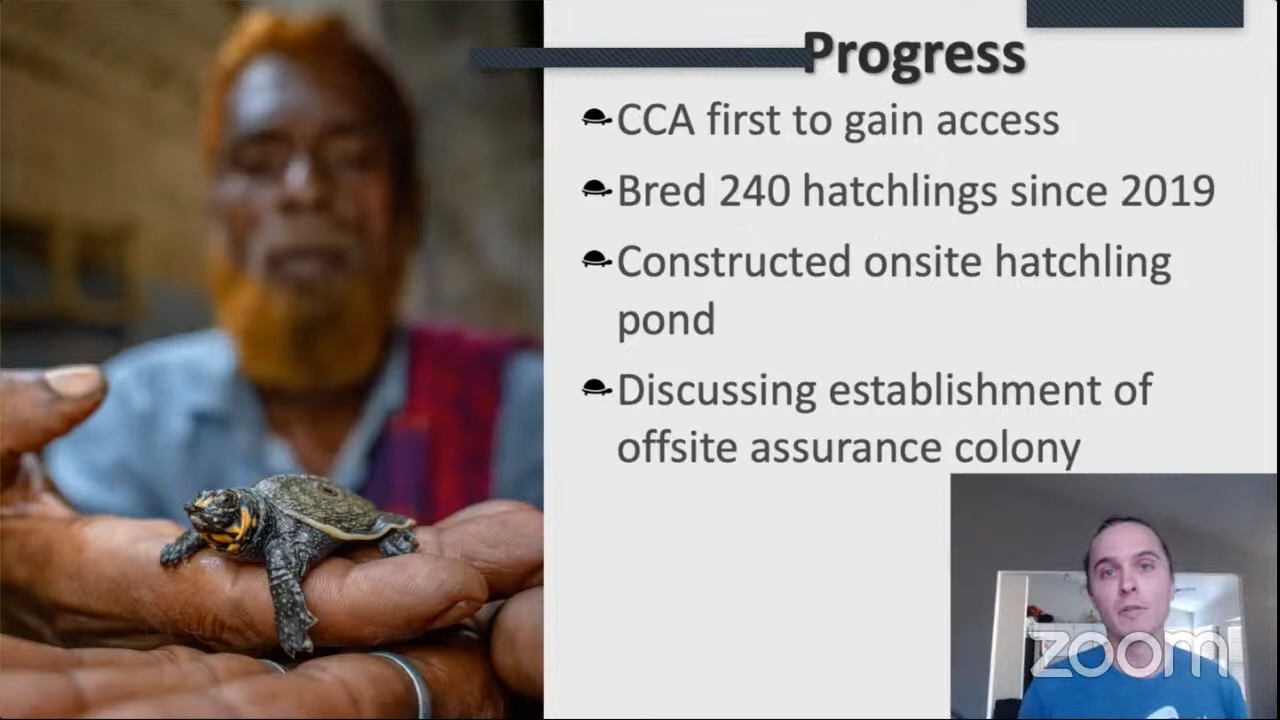 Progress
CCA first to gain access
Bred 240 hatchlings since 2019
Constructed onsite hatchling
pond
Discussing establishment of
offsite assurance colony
zoom